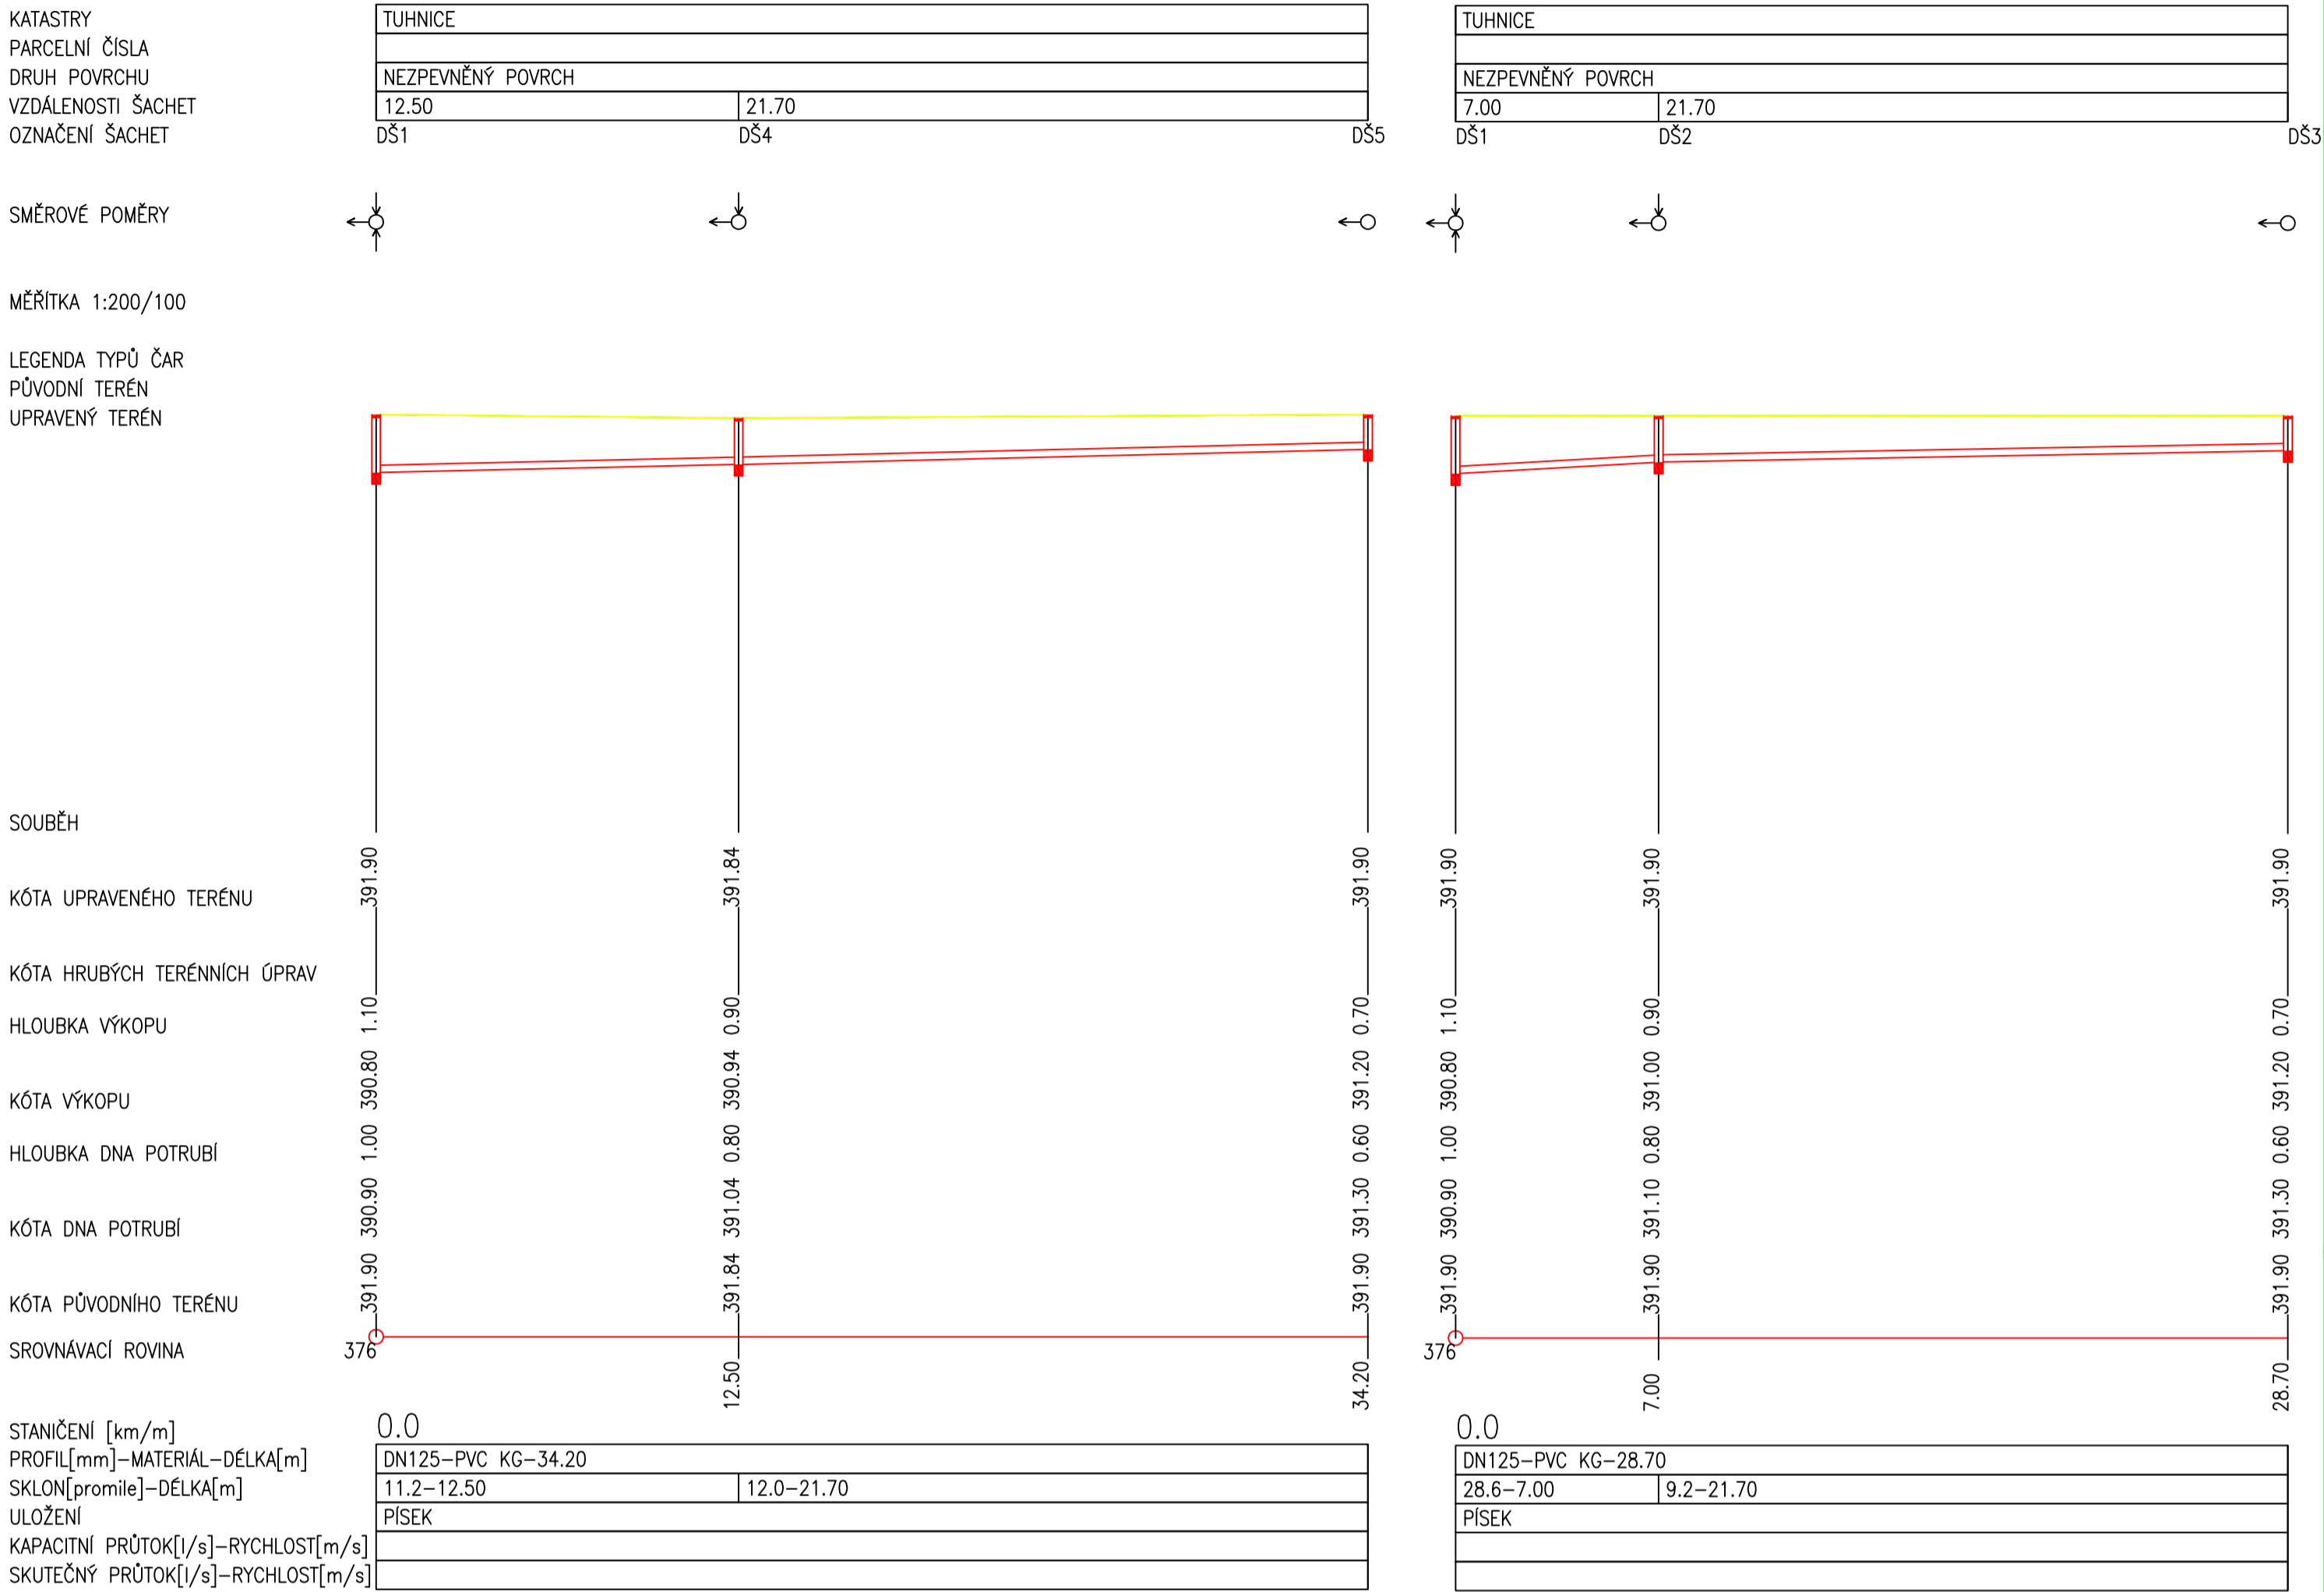 KATASTRY TUHNICE TUHNICE
PARCELNÍ ČÍSLA
DRUH POVRCHU NEZPEVNĚNÝ POVRCH NEZPEVNĚNÝ POVRCH
VZDÁLENOSTI ŠACHET 12.50 21.70 7.00 21.70
OZNAČENÍ ŠACHET DŠ1 DŠ4 DŠ5 DŠ1 DŠ2 DŠ3
SMĚROVÉ POMĚRY
MĚŘÍTKA 1:200/100
LEGENDA TYPŮ ČAR
PŮVODNÍ TERÉN
UPRAVENÝ TERÉN
SOUBĚH
KÓTA UPRAVENÉHO TERÉNU 391.90 391.84 391.90 391.90 391.90 391.90
KÓTA HRUBÝCH TERÉNNÍCH ÚPRAV
HLOUBKA VÝKOPU 1.10 0.90 0.70 1.10 0.90 0.70
KÓTA VÝKOPU 390.80 390.94 391.20 390.80 391.00 391.20
HLOUBKA DNA POTRUBÍ 1.00 0.80 0.60 1.00 0.80 0.60
KÓTA DNA POTRUBÍ 390.90 391.04 391.30 390.90 391.10 391.30
KÓTA PŮVODNÍHO TERÉNU 391.90 391.84 391.90 391.90 391.90 391.90
SROVNÁVACÍ ROVINA 376 376
12.50 34.20 7.00 28.70
STANIČENÍ [km/m] 0.0 0.0
PROFIL[mm]–MATERIÁL–DÉLKA[m] DN125–PVC KG–34.20 DN125–PVC KG–28.70
SKLON[promile]–DÉLKA[m] 11.2–12.50 12.0–21.70 28.6–7.00 9.2–21.70
ULOŽENÍ PÍSEK PÍSEK
KAPACITNÍ PRŮTOK[l/s]–RYCHLOST[m/s]
SKUTEČNÝ PRŮTOK[l/s]–RYCHLOST[m/s]